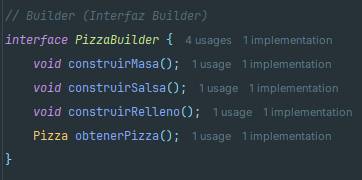 // Builder (Interfaz Builder)
interface PizzaBuilder { 4 usages 1 implementation
void construirMasa(); 1 usage 1 implementation
void construirSalsa(); 1 usage 1 implementation
void construirRelleno(); 1 usage 1 implementation
Pizza obtenerPizza(); 1 usage 1 implementation
}